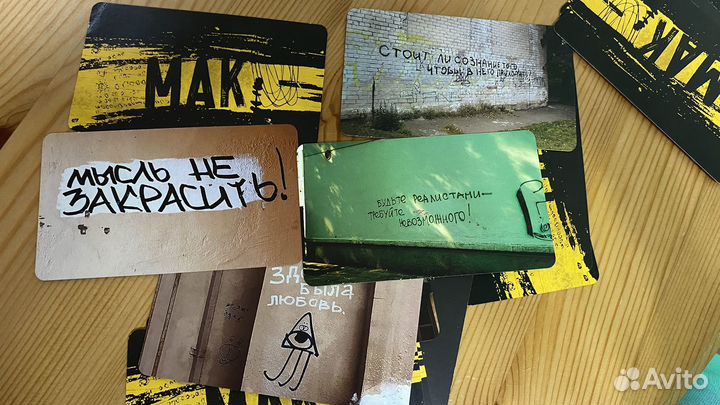 МАК
СТОИТ ЛИ СОЗНАНИЕ ТОГО,
ЧТОБЫ В НЕГО ПРИХОДИТЬ?
МАК
МЫСЛЬ НЕ
ЗАКРАСИТЬ!
БУДЬТЕ РЕАЛИСТАМИ —
ТРЕБУЙТЕ
НЕВОЗМОЖНОГО!
ЗДЕСЬ
БЫЛА
ЛЮБОВЬ.
Avito